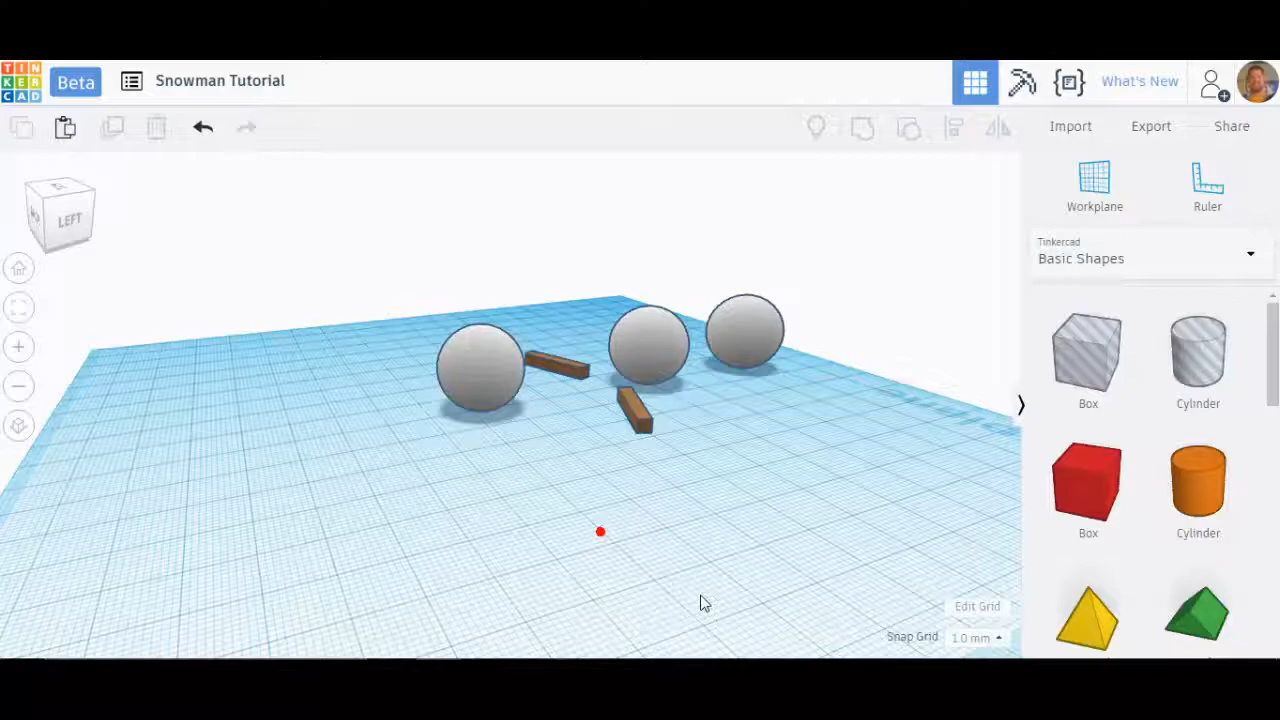 TIN
KER
CAD
Beta
Snowman Tutorial
What's New
Import
Export
Share
LEFT
Workplane
Ruler
Tinkercad
Basic Shapes
Box
Cylinder
Box
Cylinder
Edit Grid
Snap Grid
1.0 mm